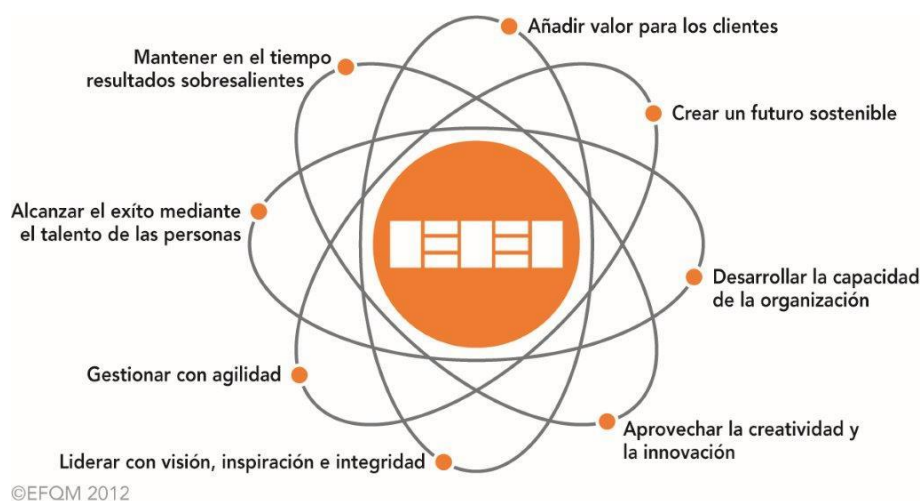 Añadir valor para los clientes
Mantener en el tiempo
resultados sobresalientes
Crear un futuro sostenible
Alcanzar el exíto mediante
el talento de las personas
Desarrollar la capacidad
de la organización
Gestionar con agilidad
Aprovechar la creatividad y
la innovación
Liderar con visión, inspiración e integridad
©EFQM 2012